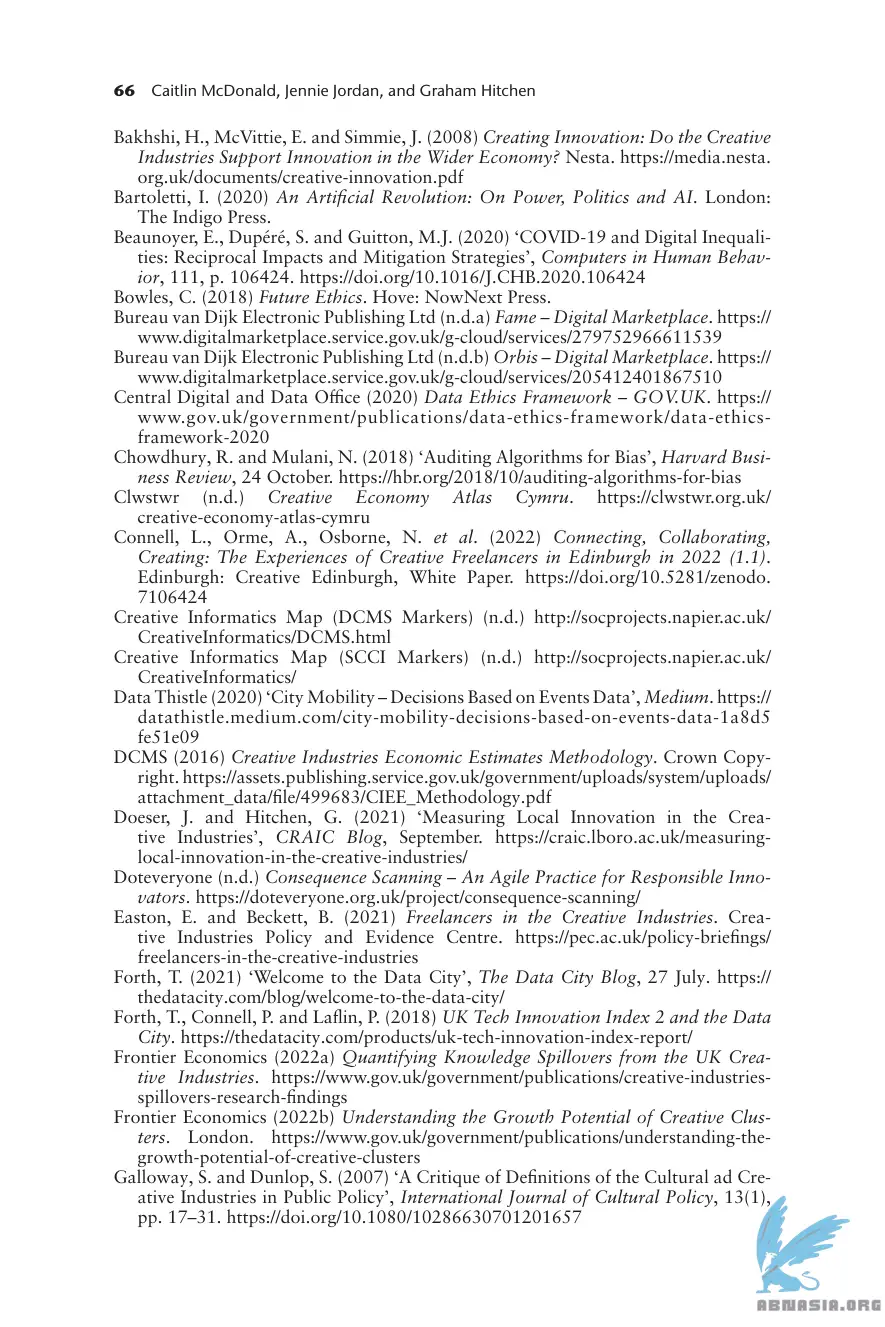 66 Caitlin McDonald, Jennie Jordan, and Graham Hitchen
Bakhshi, H., McVittie, E. and Simmie, J. (2008) Creating Innovation: Do the Creative
Industries Support Innovation in the Wider Economy? Nesta. https://media.nesta.
org.uk/documents/creative-innovation.pdf
Bartoletti, I. (2020) An Artificial Revolution: On Power, Politics and AI. London:
The Indigo Press.
Beaunoyer, E., Dupéré, S. and Guitton, M.J. (2020) ‘COVID-19 and Digital Inequali-
ties: Reciprocal Impacts and Mitigation Strategies’, Computers in Human Behav-
ior, 111, p. 106424. https://doi.org/10.1016/J.CHB.2020.106424
Bowles, C. (2018) Future Ethics. Hove: NowNext Press.
Bureau van Dijk Electronic Publishing Ltd (n.d.a) Fame – Digital Marketplace. https://
www.digitalmarketplace.service.gov.uk/g-cloud/services/279752966611539
Bureau van Dijk Electronic Publishing Ltd (n.d.b) Orbis – Digital Marketplace. https://
www.digitalmarketplace.service.gov.uk/g-cloud/services/205412401867510
Central Digital and Data Office (2020) Data Ethics Framework – GOV.UK. https://
www.gov.uk/government/publications/data-ethics-framework/data-ethics-
framework-2020
Chowdhury, R. and Mulani, N. (2018) ‘Auditing Algorithms for Bias’, Harvard Busi-
ness Review, 24 October. https://hbr.org/2018/10/auditing-algorithms-for-bias
Clwstwr (n.d.) Creative Economy Atlas Cymru. https://clwstwr.org.uk/
creative-economy-atlas-cymru
Connell, L., Orme, A., Osborne, N. et al. (2022) Connecting, Collaborating,
Creating: The Experiences of Creative Freelancers in Edinburgh in 2022 (1.1).
Edinburgh: Creative Edinburgh, White Paper. https://doi.org/10.5281/zenodo.
7106424
Creative Informatics Map (DCMS Markers) (n.d.) http://socprojects.napier.ac.uk/
CreativeInformatics/DCMS.html
Creative Informatics Map (SCCI Markers) (n.d.) http://socprojects.napier.ac.uk/
CreativeInformatics/
Data Thistle (2020) ‘City Mobility – Decisions Based on Events Data’, Medium. https://
datathistle.medium.com/city-mobility-decisions-based-on-events-data-1a8d5
fe51e09
DCMS (2016) Creative Industries Economic Estimates Methodology. Crown Copy-
right. https://assets.publishing.service.gov.uk/government/uploads/system/uploads/
attachment_data/file/499683/CIEE_Methodology.pdf
Doeser, J. and Hitchen, G. (2021) ‘Measuring Local Innovation in the Crea-
tive Industries’, CRAIC Blog, September. https://craic.lboro.ac.uk/measuring-
local-innovation-in-the-creative-industries/
Doteveryone (n.d.) Consequence Scanning – An Agile Practice for Responsible Inno-
vators. https://doteveryone.org.uk/project/consequence-scanning/
Easton, E. and Beckett, B. (2021) Freelancers in the Creative Industries. Crea-
tive Industries Policy and Evidence Centre. https://pec.ac.uk/policy-briefings/
freelancers-in-the-creative-industries
Forth, T. (2021) ‘Welcome to the Data City’, The Data City Blog, 27 July. https://
thedatacity.com/blog/welcome-to-the-data-city/
Forth, T., Connell, P. and Laflin, P. (2018) UK Tech Innovation Index 2 and the Data
City. https://thedatacity.com/products/uk-tech-innovation-index-report/
Frontier Economics (2022a) Quantifying Knowledge Spillovers from the UK Crea-
tive Industries. https://www.gov.uk/government/publications/creative-industries-
spillovers-research-findings
Frontier Economics (2022b) Understanding the Growth Potential of Creative Clus-
ters. London. https://www.gov.uk/government/publications/understanding-the-
growth-potential-of-creative-clusters
Galloway, S. and Dunlop, S. (2007) ‘A Critique of Definitions of the Cultural ad Cre-
ative Industries in Public Policy’, International Journal of Cultural Policy, 13(1),
pp. 17–31. https://doi.org/10.1080/10286630701201657
ABNASIA.ORG